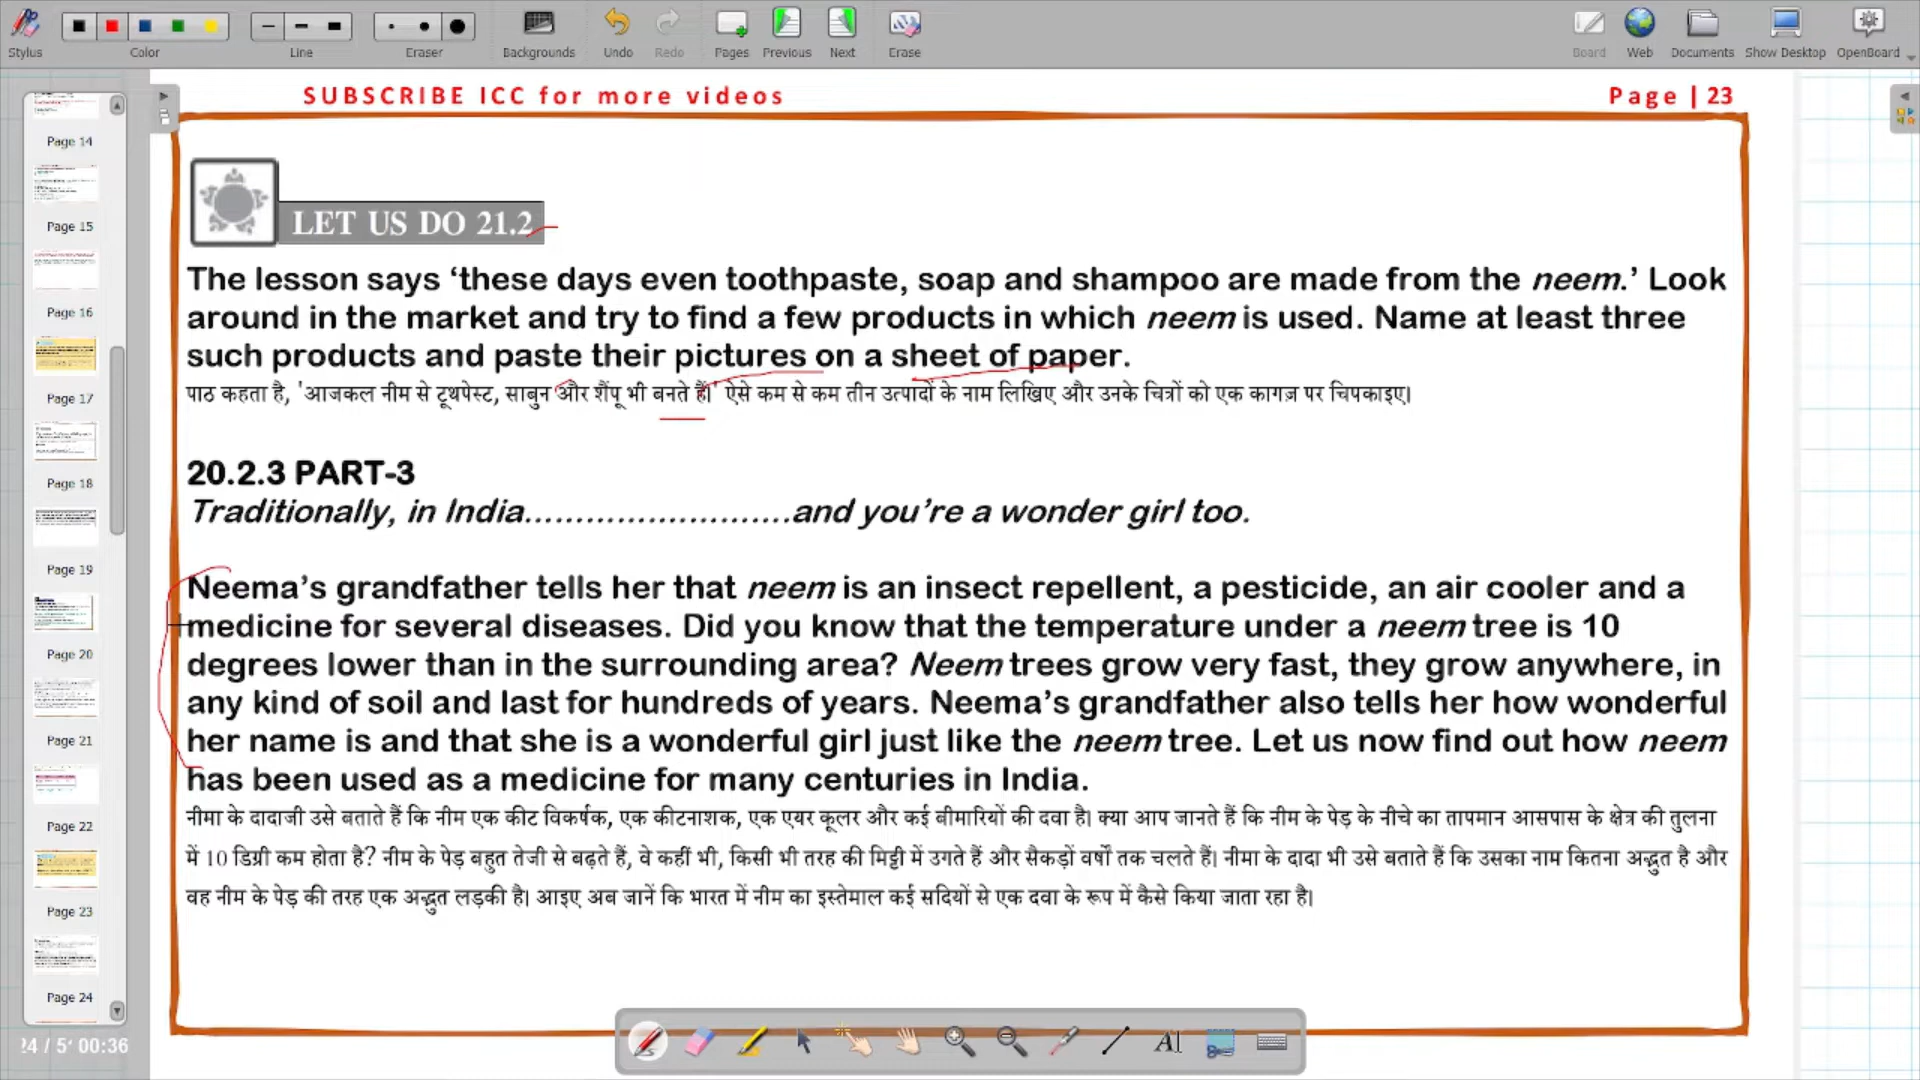 Stylus
Color
Line
Eraser
Backgrounds
Undo
Redo
Pages
Previous
Next
Erase
Board
Web
Documents
Show Desktop
OpenBoard
SUBSCRIBE ICC for more videos
Page | 23
LET US DO 21.2
The lesson says ‘these days even toothpaste, soap and shampoo are made from the neem.’ Look
around in the market and try to find a few products in which neem is used. Name at least three
such products and paste their pictures on a sheet of paper.
पाठ कहता है, 'आजकल नीम से टूथपेस्ट, साबुन और शैंपू भी बनते हैं।' ऐसे कम से कम तीन उत्पादों के नाम लिखिए और उनके चित्रों को एक कागज़ पर चिपकाइए।
20.2.3 PART-3
Traditionally, in India..........................and you’re a wonder girl too.
Neema’s grandfather tells her that neem is an insect repellent, a pesticide, an air cooler and a
medicine for several diseases. Did you know that the temperature under a neem tree is 10
degrees lower than in the surrounding area? Neem trees grow very fast, they grow anywhere, in
any kind of soil and last for hundreds of years. Neema’s grandfather also tells her how wonderful
her name is and that she is a wonderful girl just like the neem tree. Let us now find out how neem
has been used as a medicine for many centuries in India.
नीमा के दादाजी उसे बताते हैं कि नीम एक कीट विकर्षक, एक कीटनाशक, एक एयर कूलर और कई बीमारियों की दवा है। क्या आप जानते हैं कि नीम के पेड़ के नीचे का तापमान आसपास के क्षेत्र की तुलना
में 10 डिग्री कम होता है? नीम के पेड़ बहुत तेजी से बढ़ते हैं, वे कहीं भी, किसी भी तरह की मिट्टी में उगते हैं और सैकड़ों वर्षों तक चलते हैं। नीमा के दादा भी उसे बताते हैं कि उसका नाम कितना अद्भुत है और
वह नीम के पेड़ की तरह एक अद्भुत लड़की है। आइए अब जानें कि भारत में नीम का इस्तेमाल कई सदियों से एक दवा के रूप में कैसे किया जाता रहा है।
Page 14
Page 15
Page 16
Page 17
Page 18
Page 19
Page 20
Page 21
Page 22
Page 23
Page 24
00:36